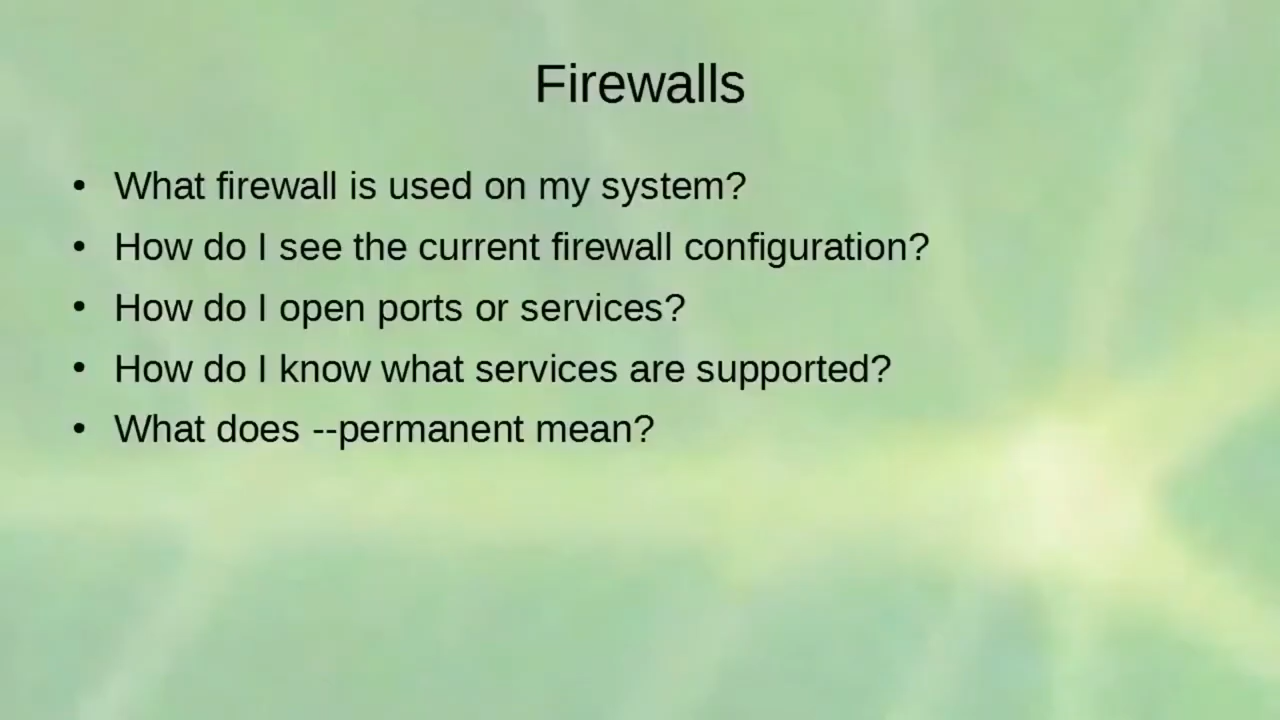 Firewalls
• What firewall is used on my system?
• How do I see the current firewall configuration?
• How do I open ports or services?
• How do I know what services are supported?
• What does --permanent mean?